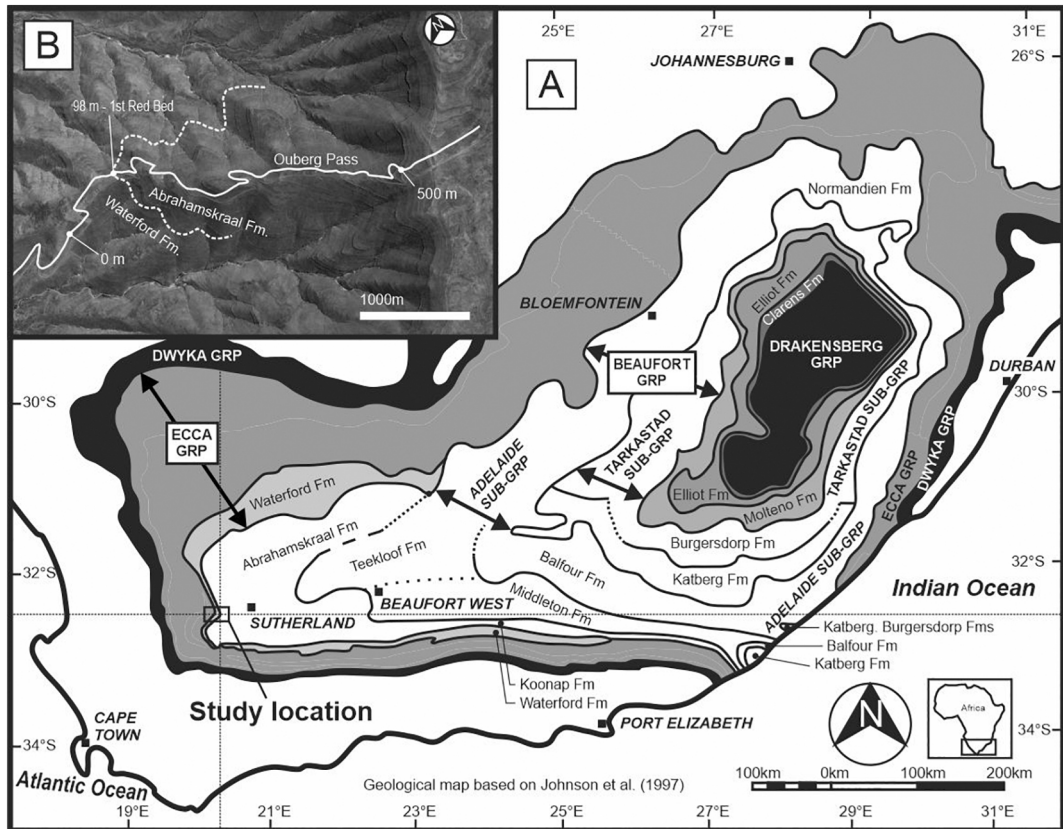 B
N
98 m - 1st Red Bed
Ouberg Pass
500 m
Abrahamskraal Fm.
Waterford Fm.
0 m
1000m
25°E
27°E
31°E
26°S
A
JOHANNESBURG
Normandien Fm
BLOEMFONTEIN
Elliot Fm
Clarens Fm
DRAKENSBERG
GRP
DWYKA GRP
BEAUFORT
GRP
DURBAN
30°S
30°S
ECCA
GRP
ADELAIDE
SUB-GRP
TARKASTAD
SUB-GRP
TARKASTAD SUB-GRP
ECCA GRP
DWYKA GRP
Waterford Fm
Elliot Fm
Molteno Fm
Abrahamskraal Fm
Teekloof Fm
Burgersdorp Fm
Balfour Fm
Katberg Fm
ADELAIDE SUB-GRP
32°S
32°S
Middleton Fm
Indian Ocean
SUTHERLAND
BEAUFORT WEST
Katberg. Burgersdorp Fms
Balfour Fm
Katberg Fm
Koonap Fm
Waterford Fm
Study location
CAPE
TOWN
PORT ELIZABETH
N
Africa
34°S
34°S
Atlantic Ocean
Geological map based on Johnson et al. (1997)
100km
0km
100km
200km
19°E
21°E
25°E
27°E
29°E
31°E